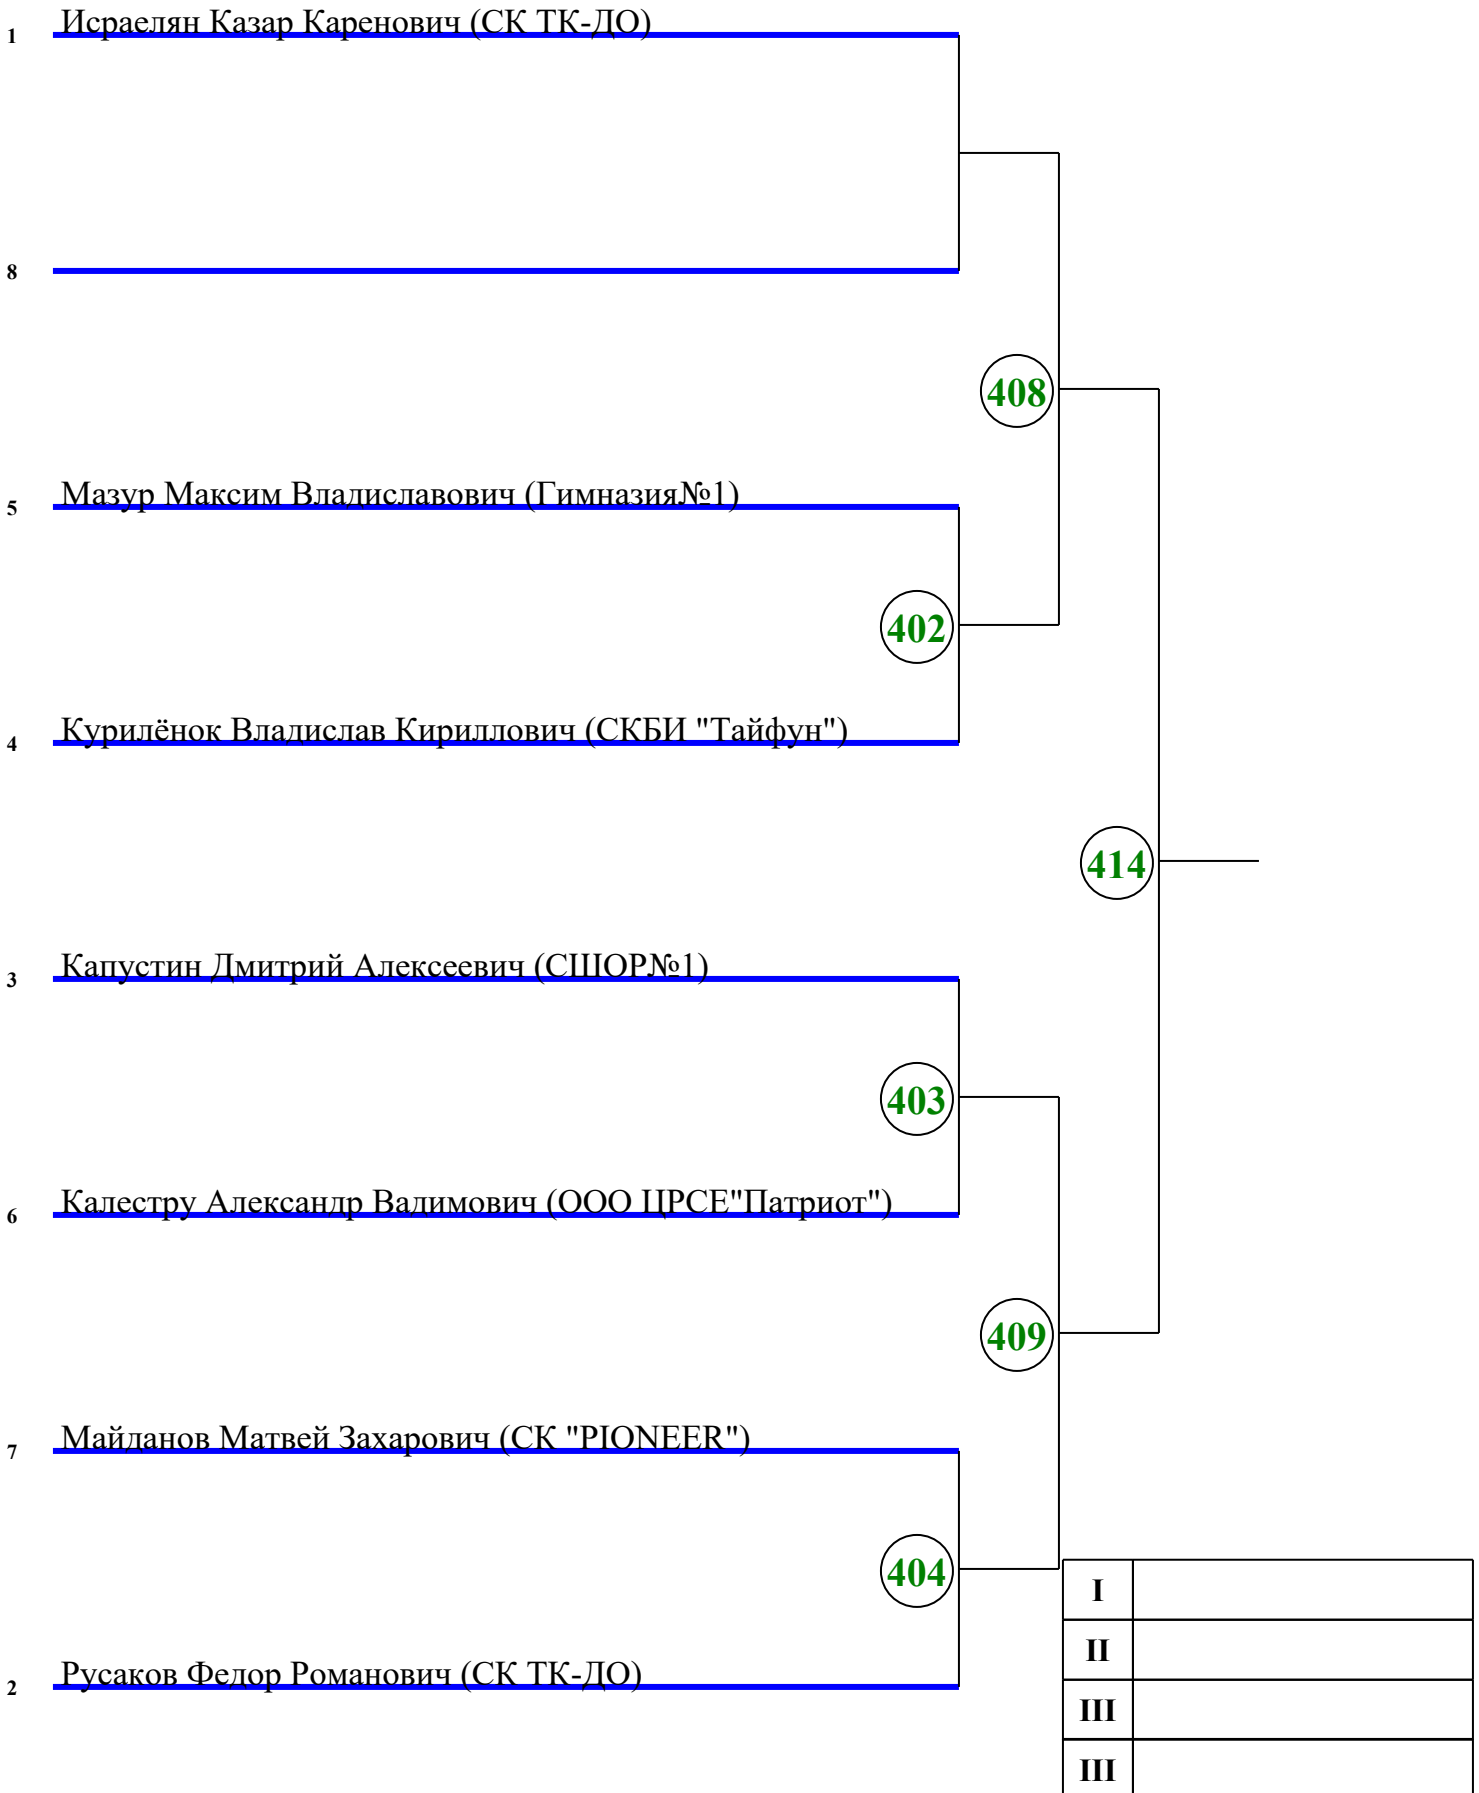 1 Исраелян Казар Каренович (СК ТК-ДО)
8
408
5 Мазур Максим Владиславович (Гимназия№1)
402
4 Курилёнок Владислав Кириллович (СКБИ "Тайфун")
414
3 Капустин Дмитрий Алексеевич (СШОР№1)
403
6 Калестру Александр Вадимович (ООО ЦРСЕ"Патриот")
409
7 Майданов Матвей Захарович (СК "PIONEER")
404
I
II
2 Русаков Федор Романович (СК ТК-ДО)
III
III